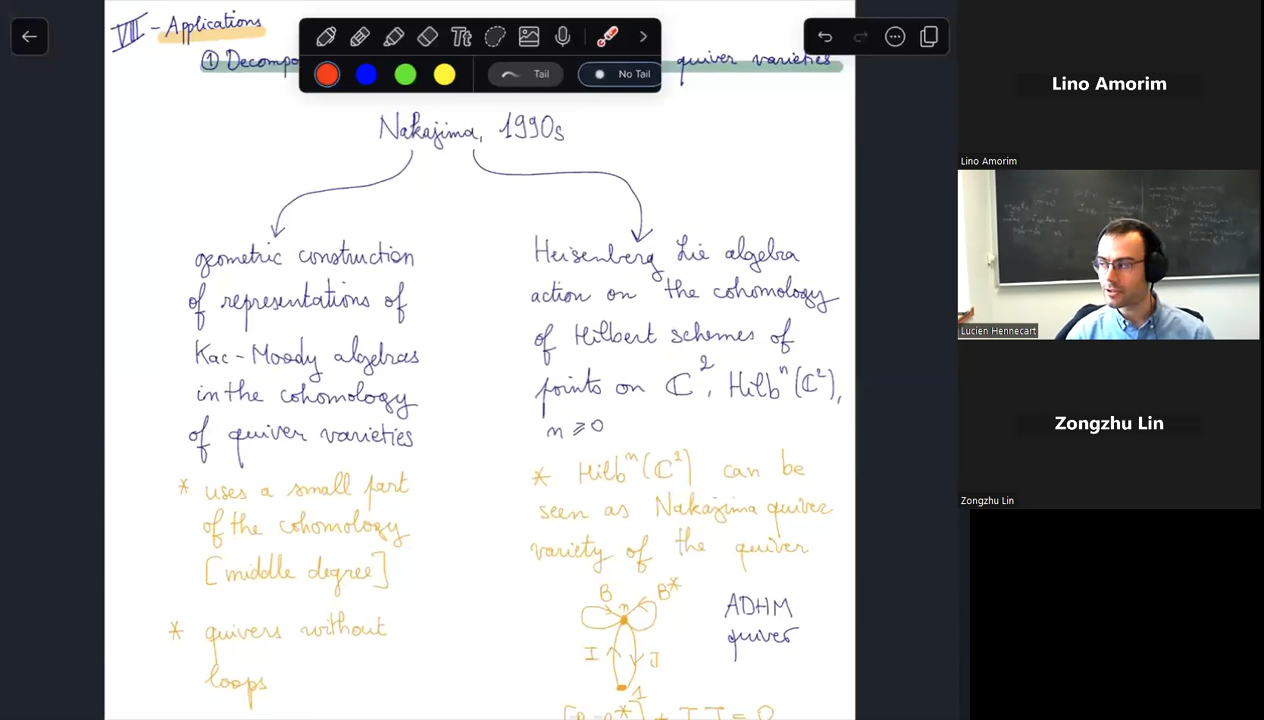 VII - Applications
① Decompo
quiver varieties
Tt
Tail
No Tail
Nakajima, 1990s
geometric construction
of representations of
Kac-Moody algebras
in the cohomology
of quiver varieties
* uses a small part
of the cohomology
[middle degree]
* quivers without
loops
Heisenberg Lie algebra
action on the cohomology
of Hilbert schemes of
points on ℂ², Hilbⁿ(ℂ²),
n ⩾ 0
* Hilbⁿ(ℂ²) can be
seen as Nakajima quiver
variety of the quiver
B B*
n
I J
1
ADHM
quiver
Lino Amorim
Lino Amorim
Lucien Hennecart
Zongzhu Lin
Zongzhu Lin